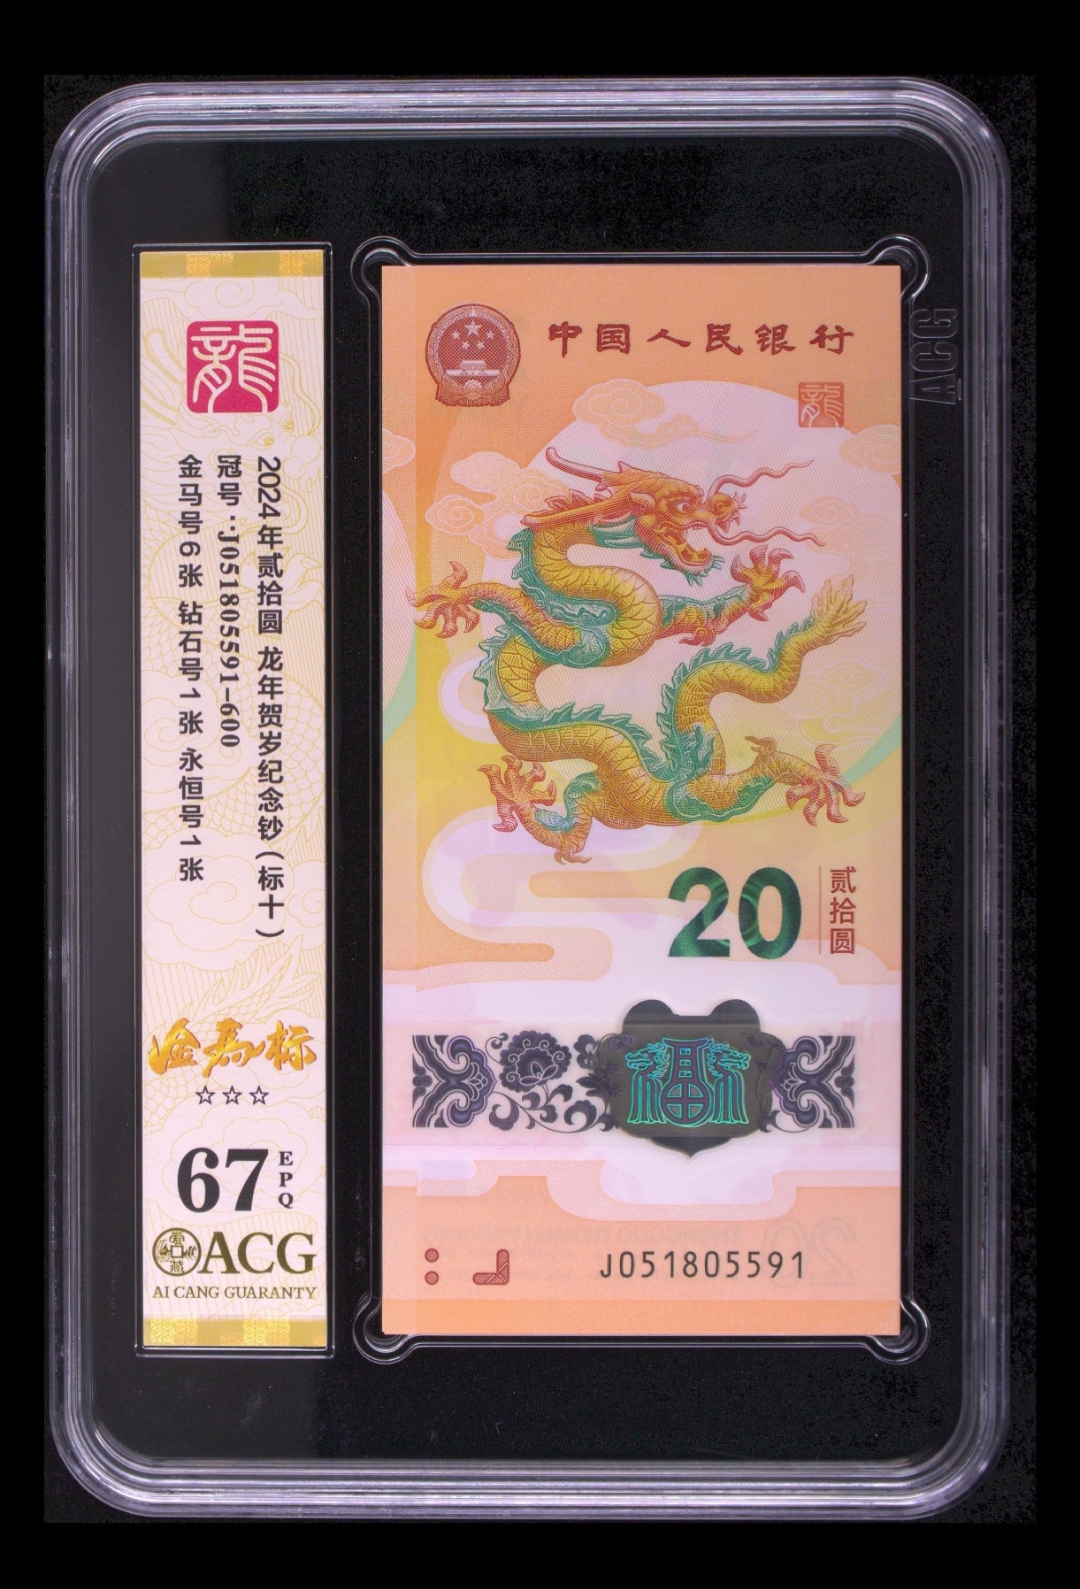 龍
2024年贰拾圆 龙年贺岁纪念钞(标十)
冠号:J051805591-600
金马号6张 钻石号1张 永恒号1张
金马标
☆☆☆
67 EPQ
ACG
AI CANG GUARANTY
中国人民银行
龍
20 贰拾圆
福
J051805591
ACG